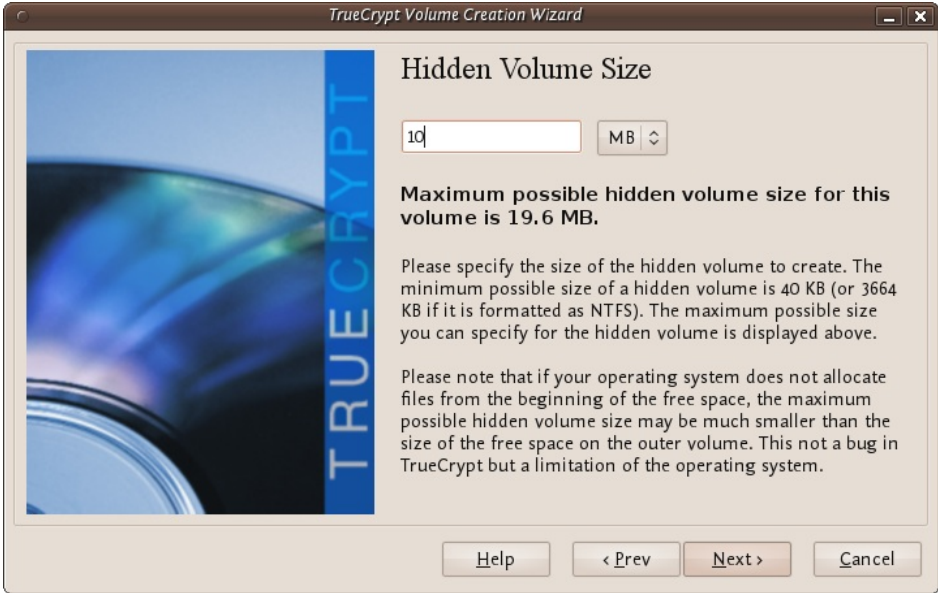 TrueCrypt Volume Creation Wizard
TRUECRYPT
Hidden Volume Size
10
MB
Maximum possible hidden volume size for this
volume is 19.6 MB.
Please specify the size of the hidden volume to create. The
minimum possible size of a hidden volume is 40 KB (or 3664
KB if it is formatted as NTFS). The maximum possible size
you can specify for the hidden volume is displayed above.
Please note that if your operating system does not allocate
files from the beginning of the free space, the maximum
possible hidden volume size may be much smaller than the
size of the free space on the outer volume. This not a bug in
TrueCrypt but a limitation of the operating system.
Help
< Prev
Next >
Cancel